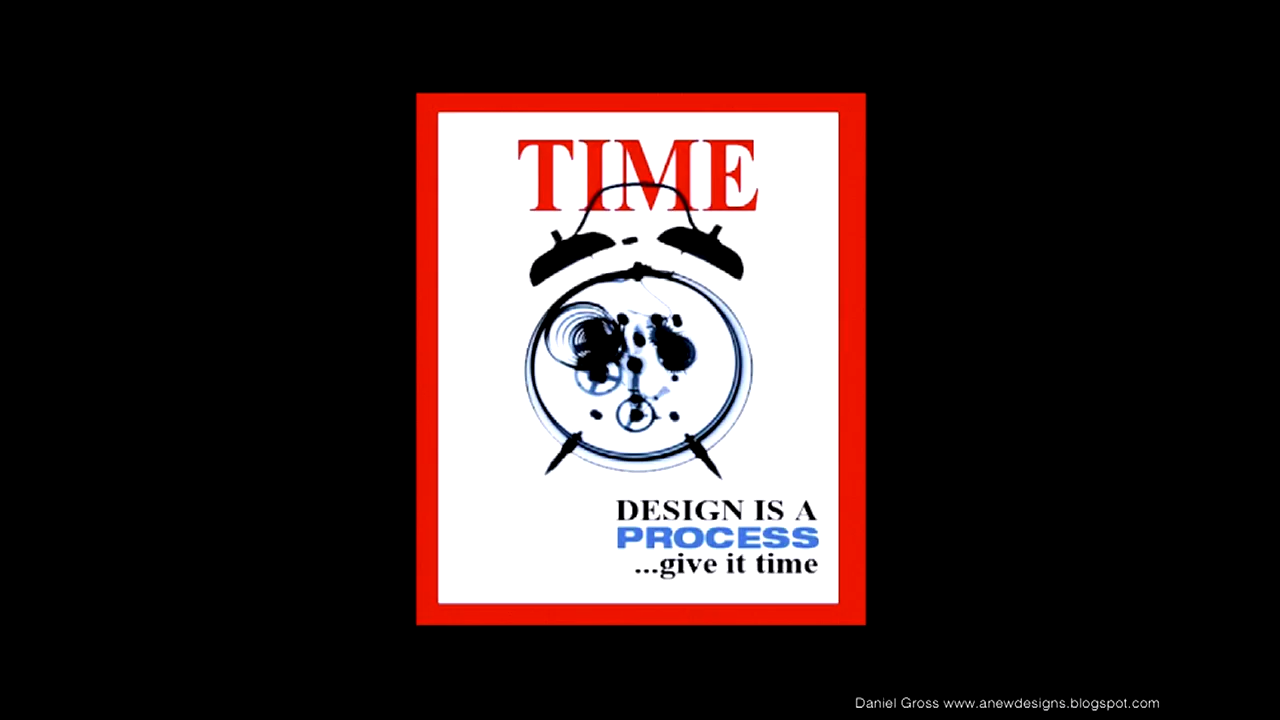 TIME
DESIGN IS A
PROCESS
...give it time
Daniel Gross www.anewdesigns.blogspot.com